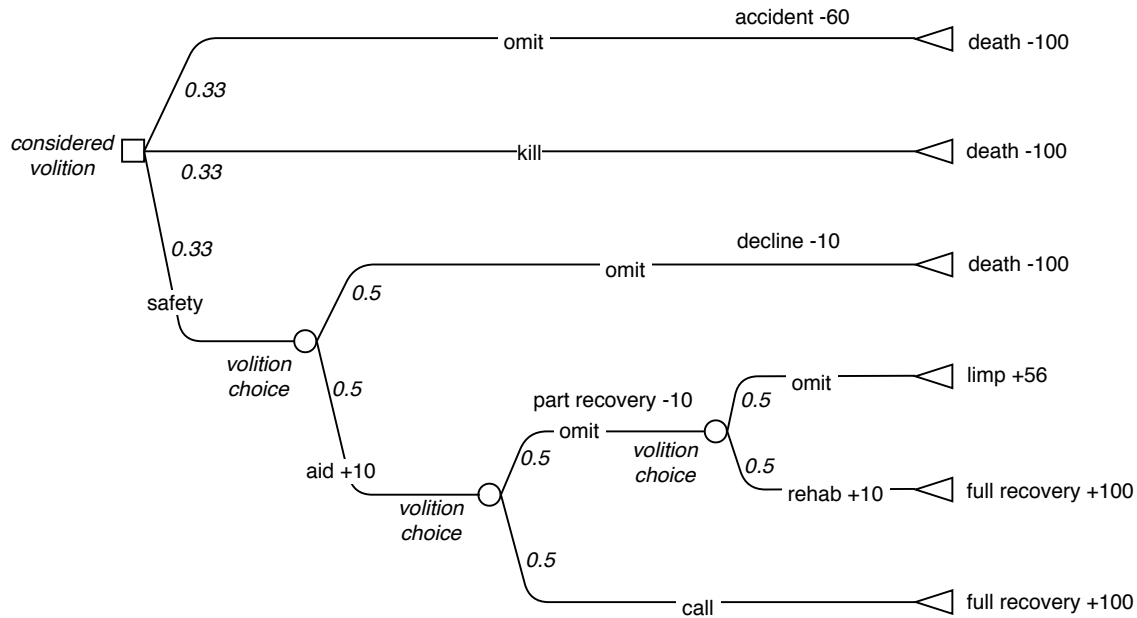 accident -60
omit
death -100
0.33
considered
volition
kill
death -100
0.33
0.33
decline -10
omit
death -100
0.5
safety
volition
choice
0.5
limp +56
omit
0.5
part recovery -10
omit
volition
choice
0.5
0.5
rehab +10
full recovery +100
aid +10
volition
choice
0.5
call
full recovery +100